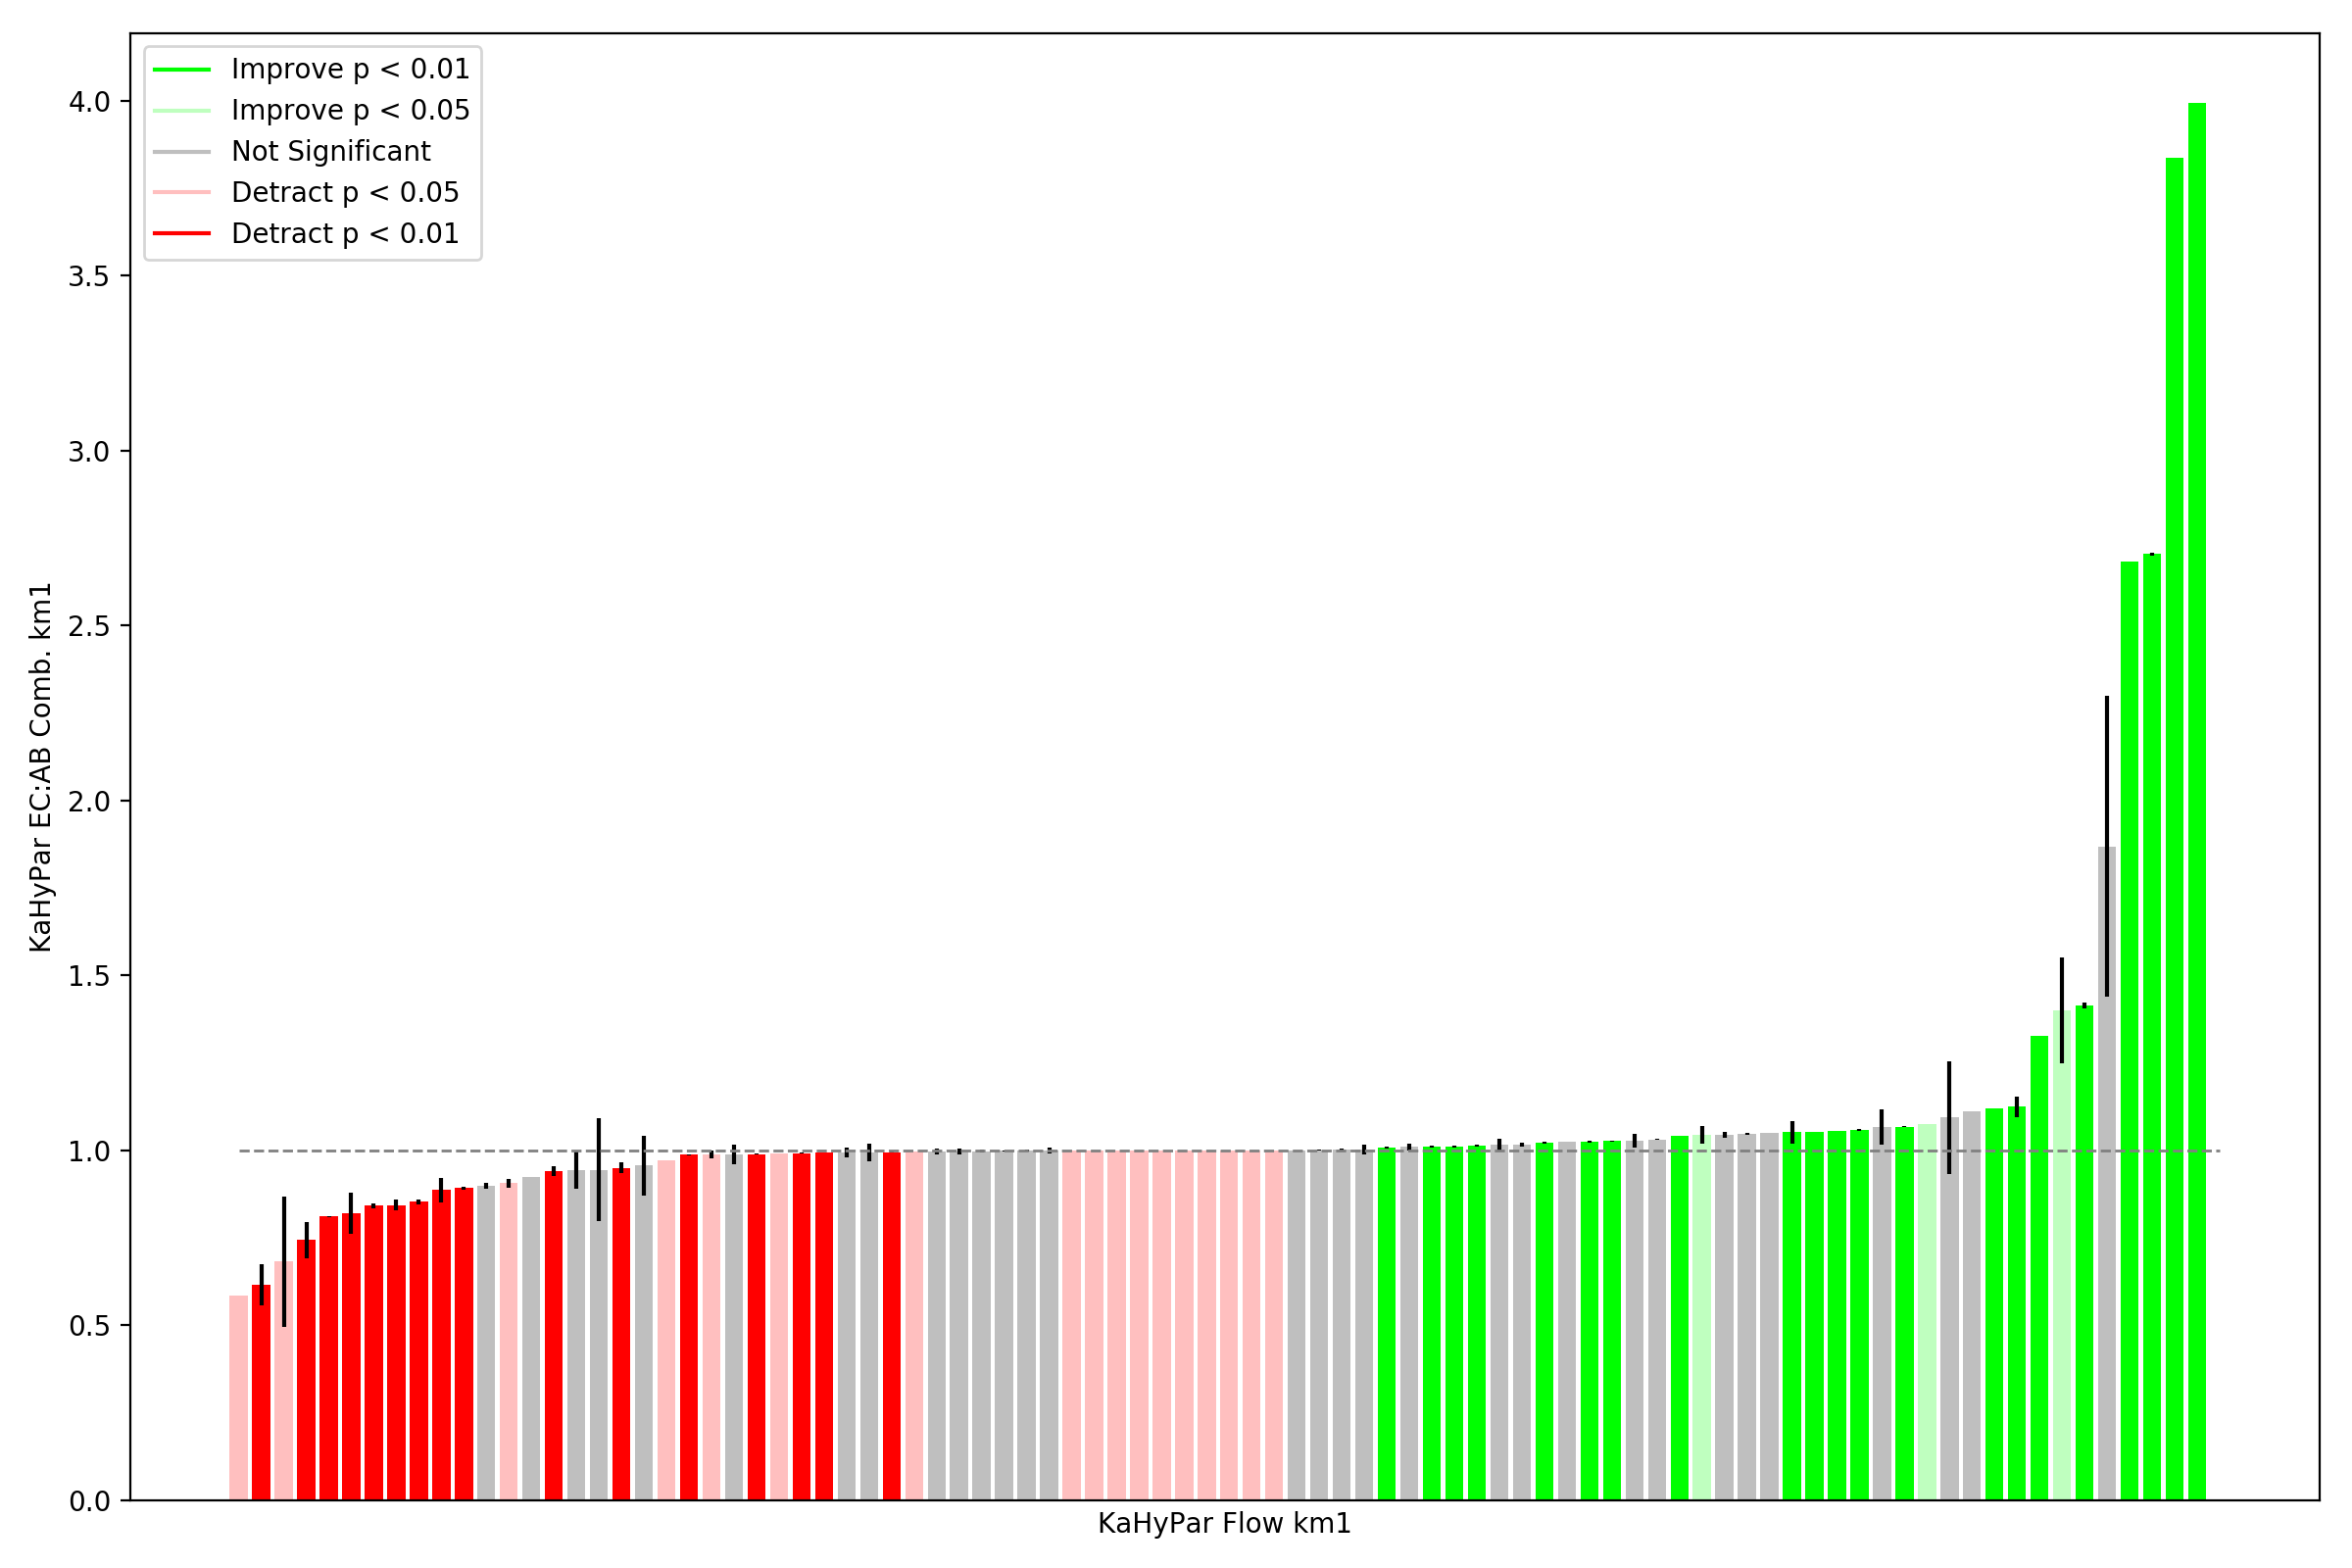 Improve p < 0.01
Improve p < 0.05
Not Significant
Detract p < 0.05
Detract p < 0.01
4.0
3.5
3.0
2.5
2.0
1.5
1.0
0.5
0.0
KaHyPar EC:AB Comb. km1
KaHyPar Flow km1